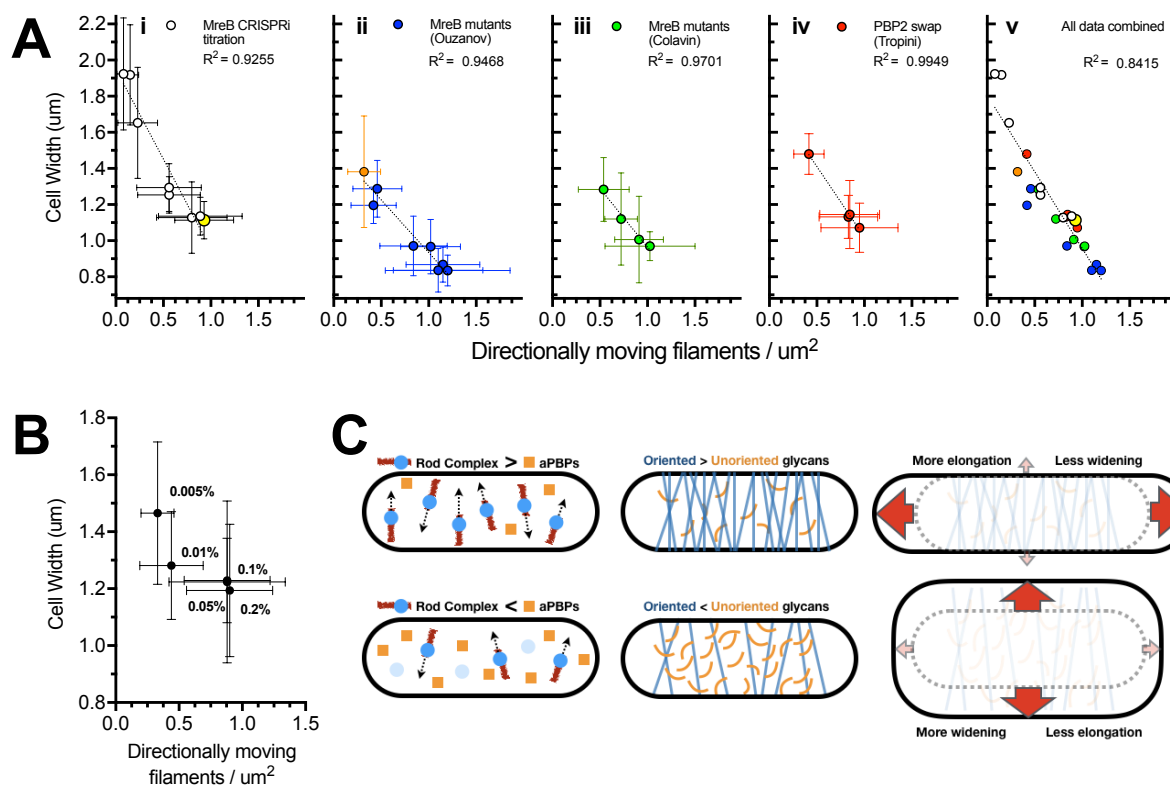 A
i
MreB CRISPRi
titration
R² = 0.9255
ii
MreB mutants
(Ouzanov)
R² = 0.9468
iii
MreB mutants
(Colavin)
R² = 0.9701
iv
PBP2 swap
(Tropini)
R² = 0.9949
v
All data combined
R² = 0.8415
Cell Width (um)
2.2
2.0
1.8
1.6
1.4
1.2
1.0
0.8
0.0 0.5 1.0 1.5
0.0 0.5 1.0 1.5
0.0 0.5 1.0 1.5
0.0 0.5 1.0 1.5
0.0 0.5 1.0 1.5
Directionally moving filaments / um²
B
Cell Width (um)
1.8
1.6
1.4
1.2
1.0
0.8
0.005%
0.01%
0.1%
0.05%
0.2%
0.0 0.5 1.0 1.5
Directionally moving
filaments / um²
C
Rod Complex > aPBPs
Oriented > Unoriented glycans
More elongation Less widening
Rod Complex < aPBPs
Oriented < Unoriented glycans
More widening Less elongation